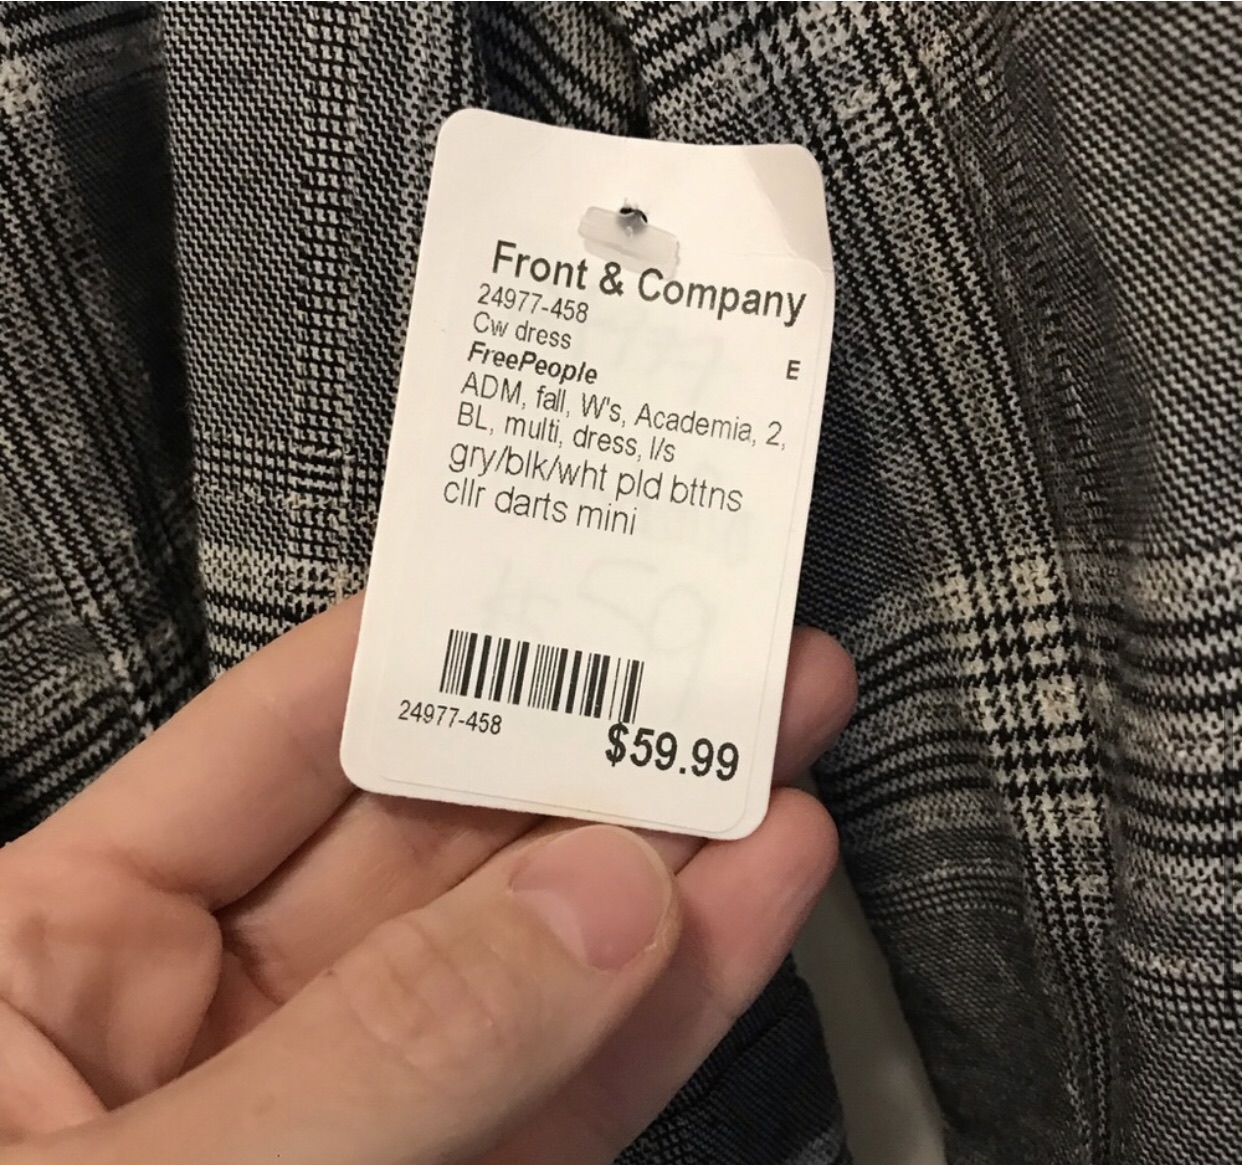 Front & Company
24977-458
Cw dress
FreePeople E
ADM, fall, W's, Academia, 2,
BL, multi, dress, l/s
gry/blk/wht pld bttns
cllr darts mini
24977-458
$59.99